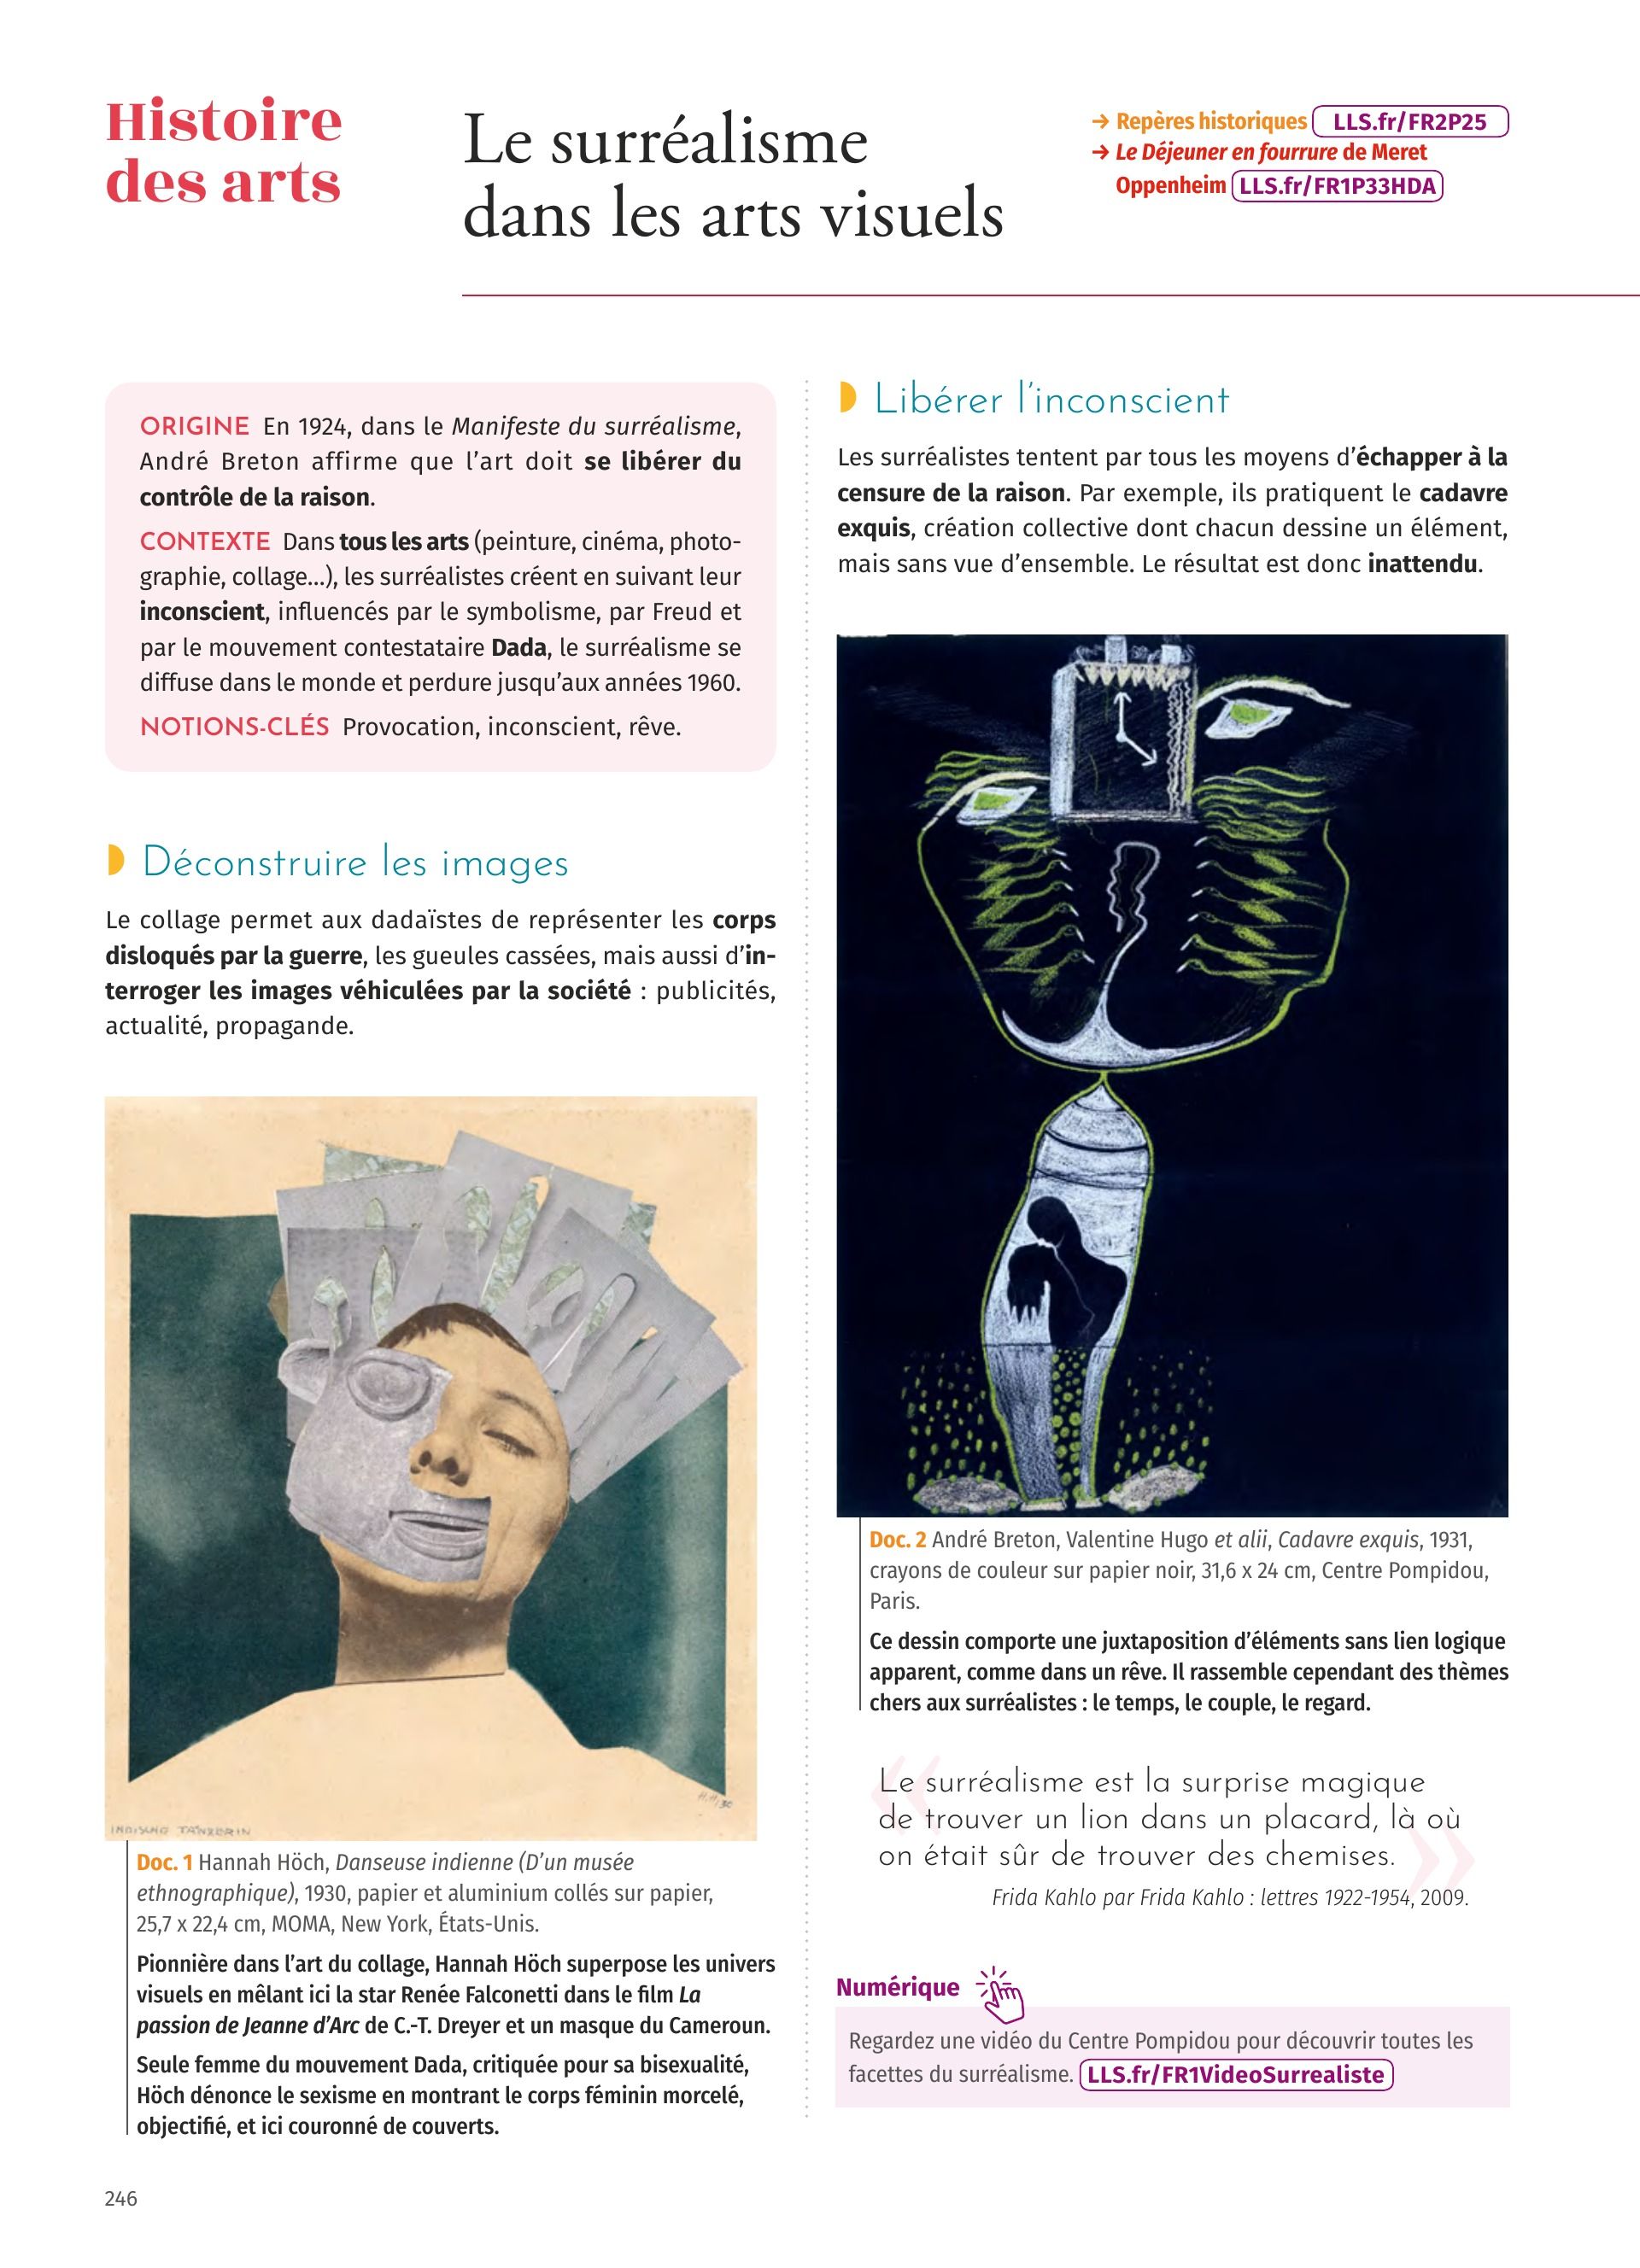 Histoire
des arts
Le surréalisme
dans les arts visuels
→ Repères historiques LLS.fr/FR2P25
→ Le Déjeuner en fourrure de Meret
Oppenheim LLS.fr/FR1P33HDA
ORIGINE En 1924, dans le Manifeste du surréalisme,
André Breton affirme que l'art doit se libérer du
contrôle de la raison.
CONTEXTE Dans tous les arts (peinture, cinéma, photo-
graphie, collage…), les surréalistes créent en suivant leur
inconscient, influencés par le symbolisme, par Freud et
par le mouvement contestataire Dada, le surréalisme se
diffuse dans le monde et perdure jusqu'aux années 1960.
NOTIONS-CLÉS Provocation, inconscient, rêve.
Déconstruire les images
Le collage permet aux dadaïstes de représenter les corps
disloqués par la guerre, les gueules cassées, mais aussi d'in-
terroger les images véhiculées par la société : publicités,
actualité, propagande.
H.H. 30
INDISCHE TÄNZERIN
Doc. 1 Hannah Höch, Danseuse indienne (D'un musée
ethnographique), 1930, papier et aluminium collés sur papier,
25,7 x 22,4 cm, MOMA, New York, États-Unis.
Pionnière dans l'art du collage, Hannah Höch superpose les univers
visuels en mêlant ici la star Renée Falconetti dans le film La
passion de Jeanne d'Arc de C.-T. Dreyer et un masque du Cameroun.
Seule femme du mouvement Dada, critiquée pour sa bisexualité,
Höch dénonce le sexisme en montrant le corps féminin morcelé,
objectifié, et ici couronné de couverts.
Libérer l'inconscient
Les surréalistes tentent par tous les moyens d'échapper à la
censure de la raison. Par exemple, ils pratiquent le cadavre
exquis, création collective dont chacun dessine un élément,
mais sans vue d'ensemble. Le résultat est donc inattendu.
Doc. 2 André Breton, Valentine Hugo et alii, Cadavre exquis, 1931,
crayons de couleur sur papier noir, 31,6 x 24 cm, Centre Pompidou,
Paris.
Ce dessin comporte une juxtaposition d'éléments sans lien logique
apparent, comme dans un rêve. Il rassemble cependant des thèmes
chers aux surréalistes : le temps, le couple, le regard.
« Le surréalisme est la surprise magique
de trouver un lion dans un placard, là où
on était sûr de trouver des chemises. »
Frida Kahlo par Frida Kahlo : lettres 1922-1954, 2009.
Numérique
Regardez une vidéo du Centre Pompidou pour découvrir toutes les
facettes du surréalisme. LLS.fr/FR1VideoSurrealiste
246